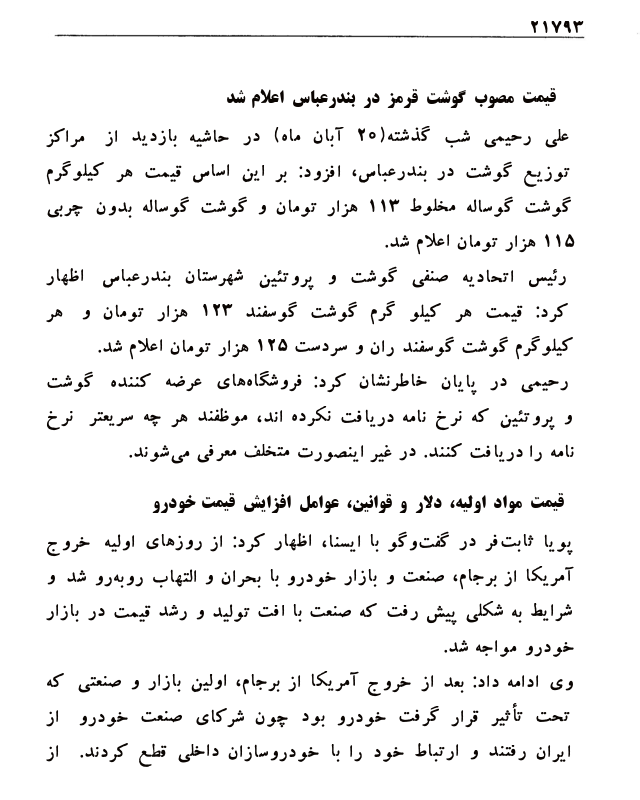 ۲۱۷۹۳
قیمت مصوب گوشت قرمز در بندرعباس اعلام شد
علی رحیمی شب گذشته(۲۵ آبان ماه) در حاشیه بازدید از مراکز
توزیع گوشت در بندرعباس، افزود: بر این اساس قیمت هر کیلوگرم
گوشت گوساله مخلوط ۱۱۳ هزار تومان و گوشت گوساله بدون چربی
۱۱۵ هزار تومان اعلام شد.
رئیس اتحادیه صنفی گوشت و پروتئین شهرستان بندرعباس اظهار
کرد: قیمت هر کیلو گرم گوشت گوسفند ۱۲۳ هزار تومان و هر
کیلوگرم گوشت گوسفند ران و سردست ۱۲۵ هزار تومان اعلام شد.
رحیمی در پایان خاطرنشان کرد: فروشگاه‌های عرضه کننده گوشت
و پروتئین که نرخ نامه دریافت نکرده اند، موظفند هر چه سریعتر نرخ
نامه را دریافت کنند. در غیر اینصورت متخلف معرفی می‌شوند.
قیمت مواد اولیه، دلار و قوانین، عوامل افزایش قیمت خودرو
پویا ثابت‌فر در گفت‌وگو با ایسنا، اظهار کرد: از روزهای اولیه خروج
آمریکا از برجام، صنعت و بازار خودرو با بحران و التهاب روبه‌رو شد و
شرایط به شکلی پیش رفت که صنعت با افت تولید و رشد قیمت در بازار
خودرو مواجه شد.
وی ادامه داد: بعد از خروج آمریکا از برجام، اولین بازار و صنعتی که
تحت تأثیر قرار گرفت خودرو بود چون شرکای صنعت خودرو از
ایران رفتند و ارتباط خود را با خودروسازان داخلی قطع کردند. از